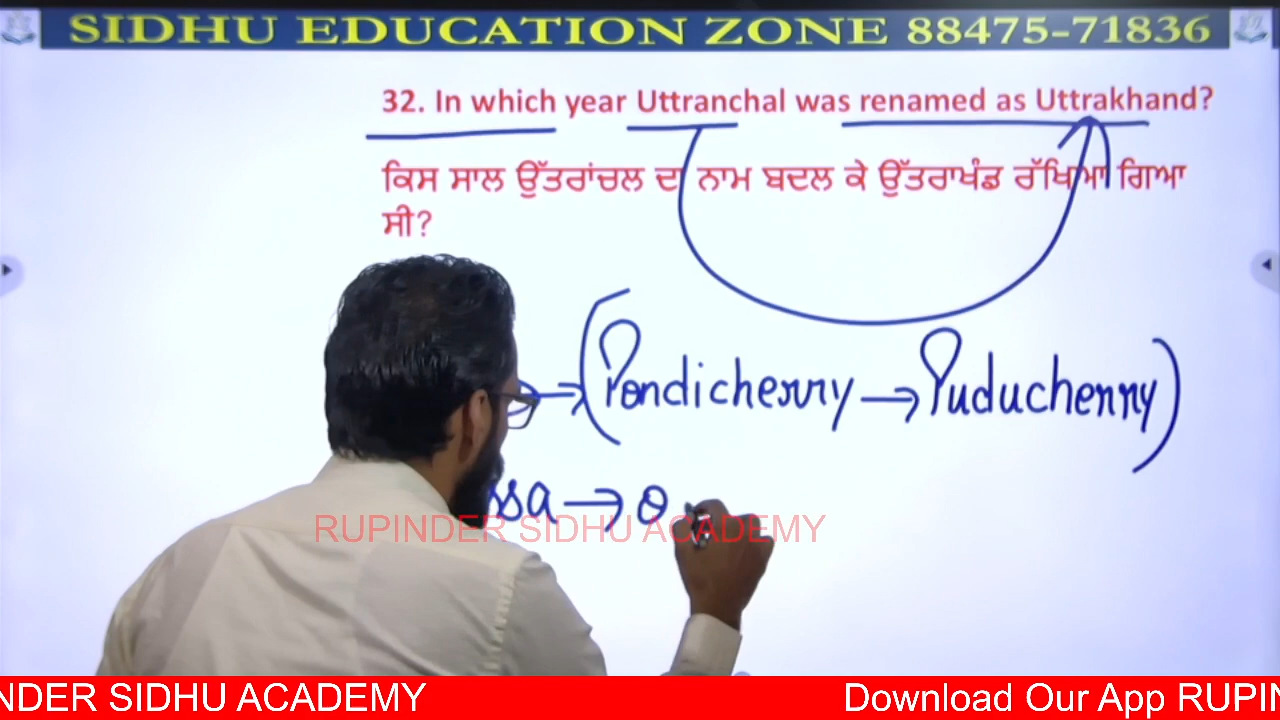 SIDHU EDUCATION ZONE 88475-71836
32. In which year Uttranchal was renamed as Uttrakhand?
ਕਿਸ ਸਾਲ ਉੱਤਰਾਂਚਲ ਦਾ ਨਾਮ ਬਦਲ ਕੇ ਉੱਤਰਾਖੰਡ ਰੱਖਿਆ ਗਿਆ
ਸੀ?
→ (Pondicherry → Puducherry)
ssa → O
RUPINDER SIDHU ACADEMY
NDER SIDHU ACADEMY Download Our App RUPIN